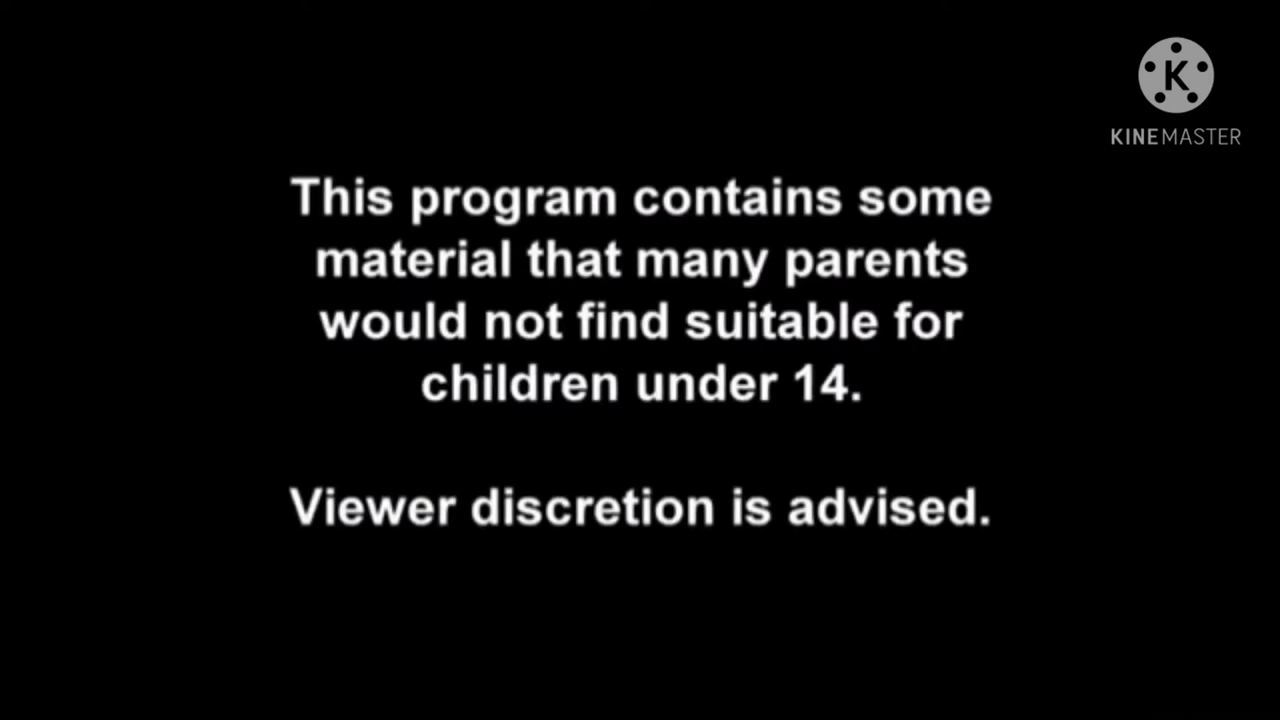 K
KINEMASTER
This program contains some
material that many parents
would not find suitable for
children under 14.
Viewer discretion is advised.